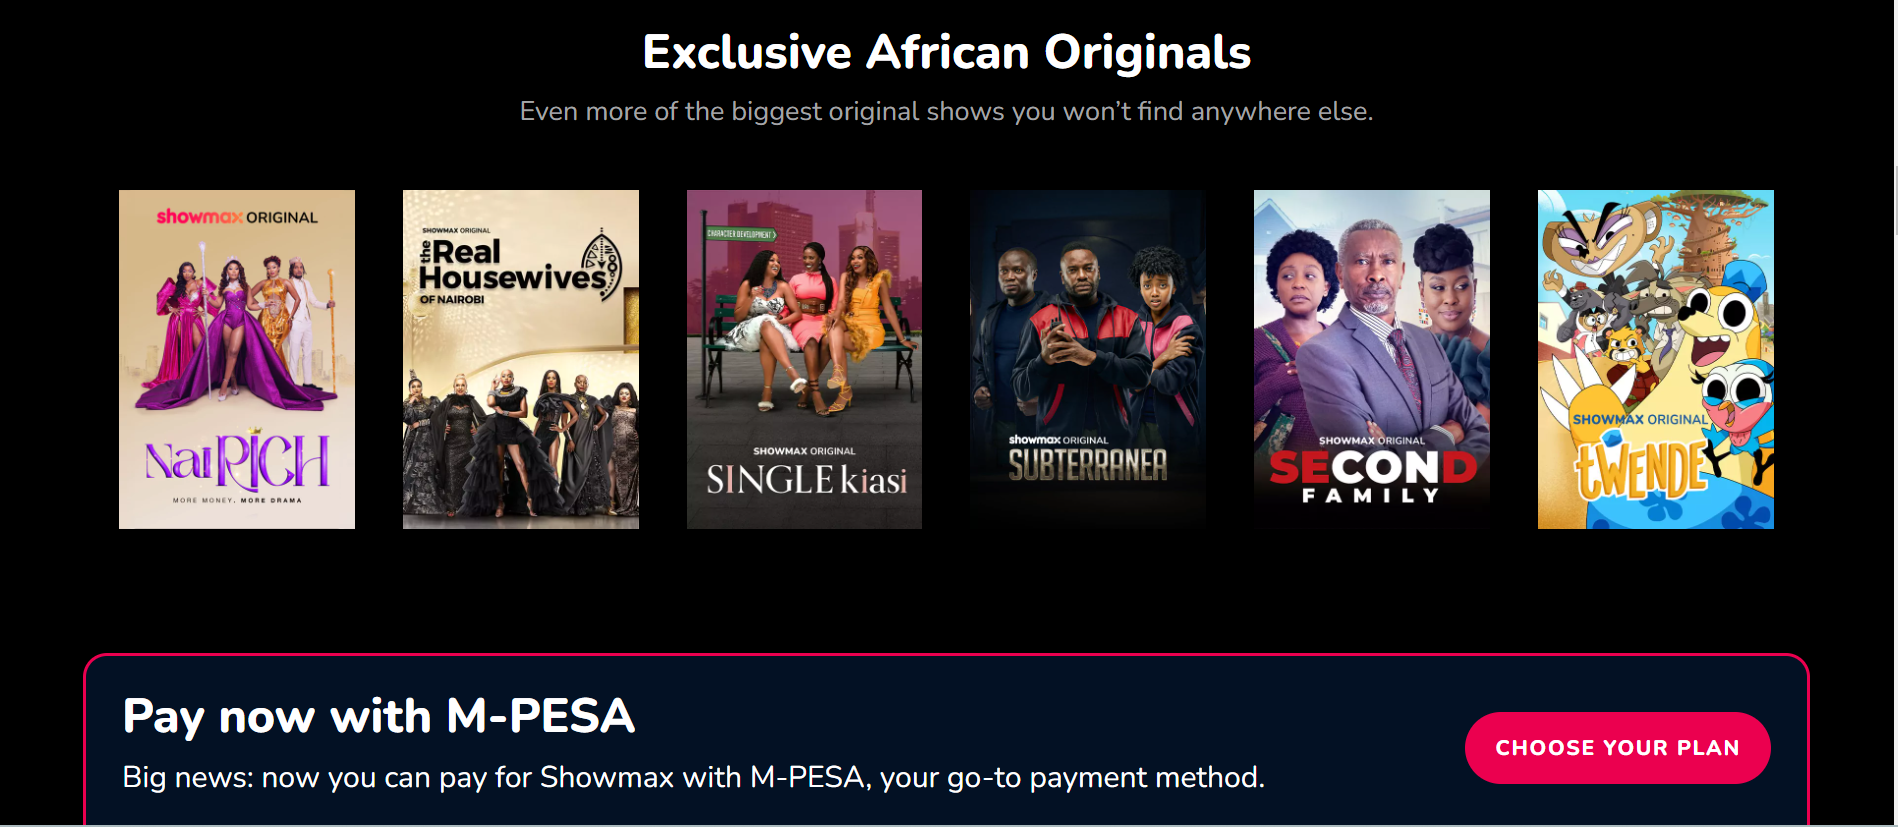 Exclusive African Originals
Even more of the biggest original shows you won’t find anywhere else.
showmax ORIGINAL
NaiRICH
MORE MONEY. MORE DRAMA
SHOWMAX ORIGINAL
the Real
Housewives
OF NAIROBI
CHARACTER DEVELOPMENT
SHOWMAX ORIGINAL
SINGLE kiasi
showmax ORIGINAL
SUBTERRANEA
SHOWMAX ORIGINAL
SECOND
FAMILY
SHOWMAX ORIGINAL
tWENDE
Pay now with M-PESA
Big news: now you can pay for Showmax with M-PESA, your go-to payment method.
CHOOSE YOUR PLAN